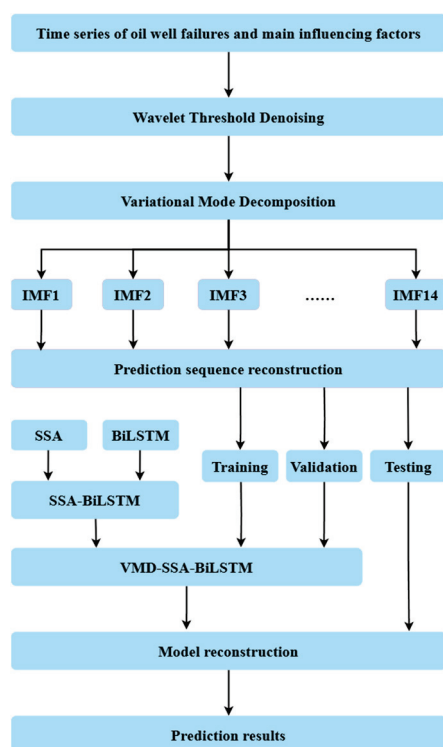 Time series of oil well failures and main influencing factors
Wavelet Threshold Denoising
Variational Mode Decomposition
IMF1 IMF2 IMF3 ...... IMF14
Prediction sequence reconstruction
SSA BiLSTM
Training Validation Testing
SSA-BiLSTM
VMD-SSA-BiLSTM
Model reconstruction
Prediction results